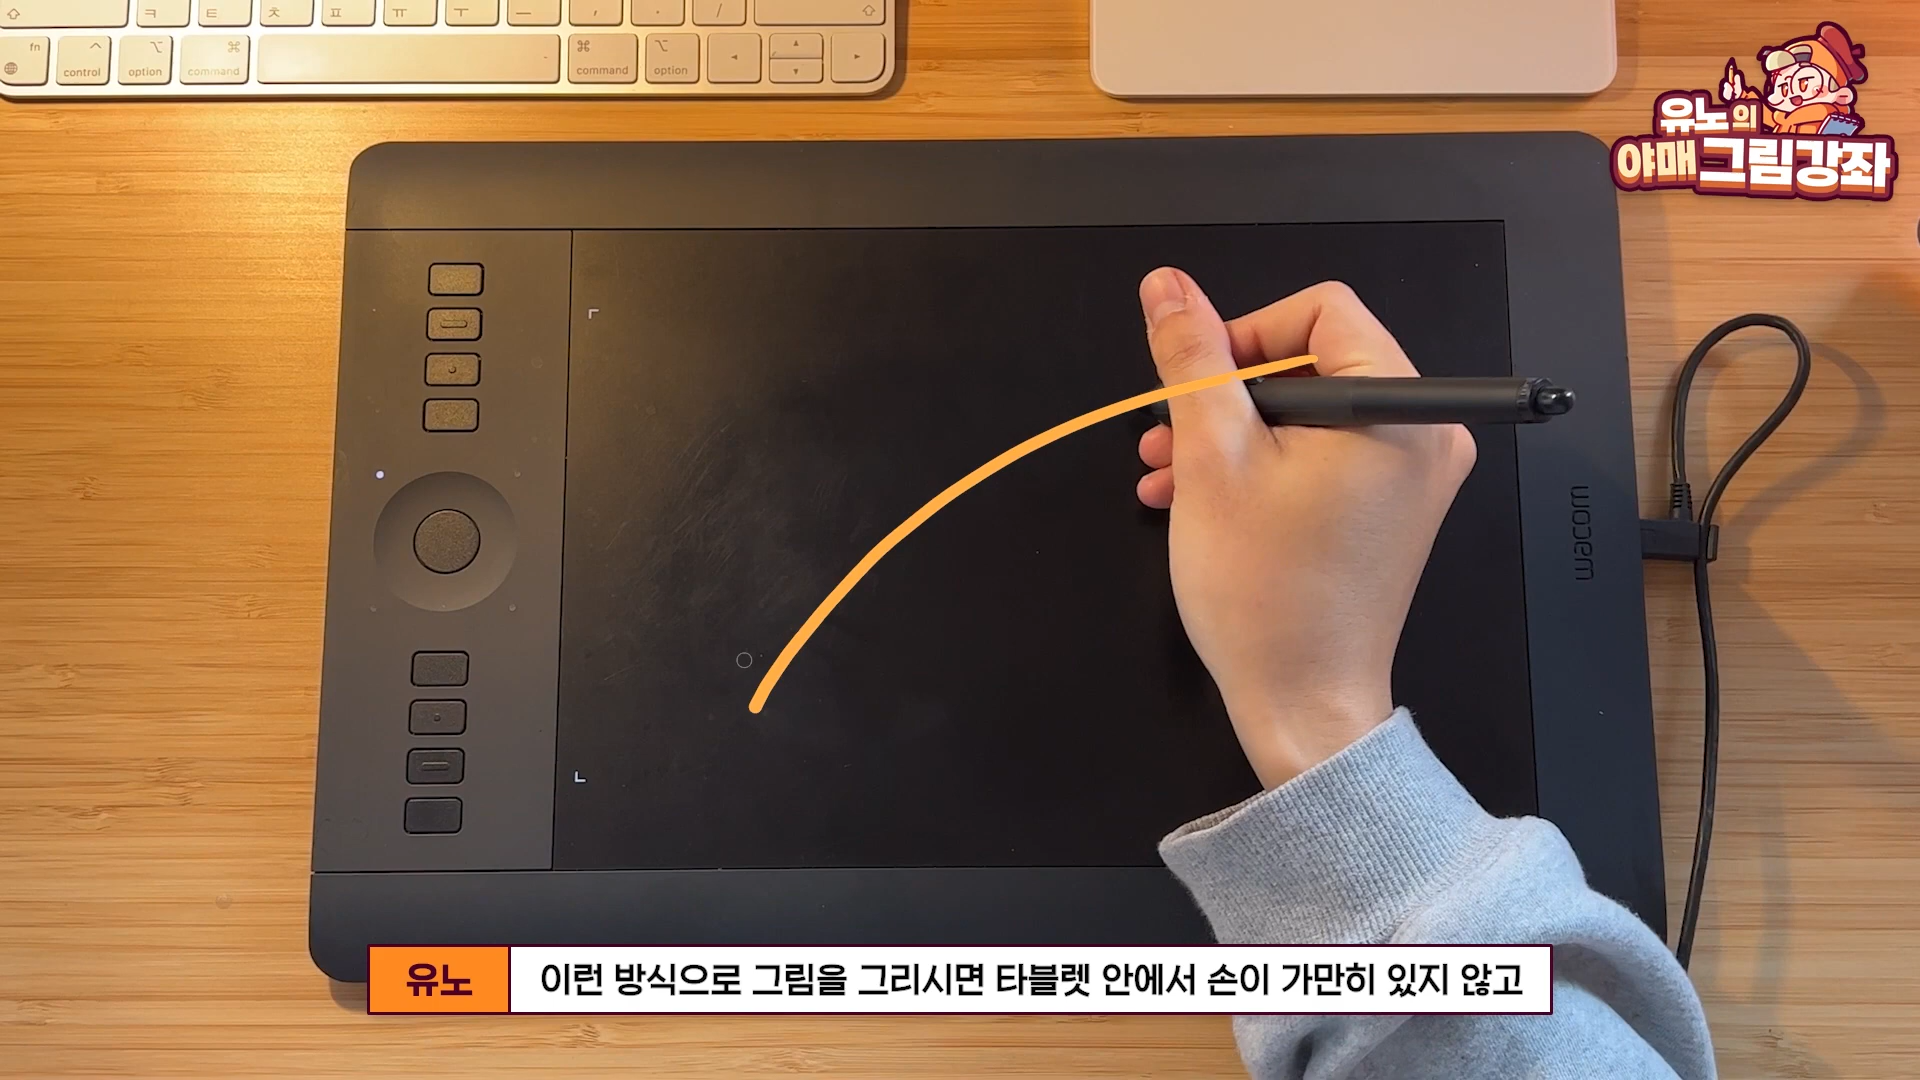 ㅋ ㅌ ㅊ ㅍ ㅠ ㅜ ㅡ , . /
fn control option command command option
유노의
야매그림강좌
wacom
유노 이런 방식으로 그림을 그리시면 타블렛 안에서 손이 가만히 있지 않고